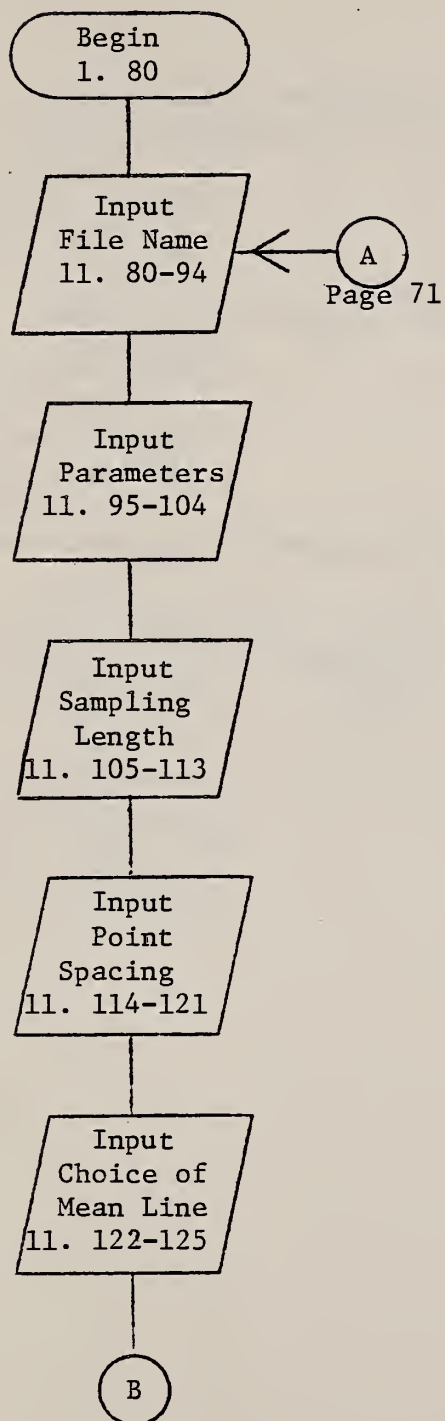 Begin
1. 80
Input
File Name
11. 80-94
A
Page 71
Input
Parameters
11. 95-104
Input
Sampling
Length
11. 105-113
Input
Point
Spacing
11. 114-121
Input
Choice of
Mean Line
11. 122-125
B